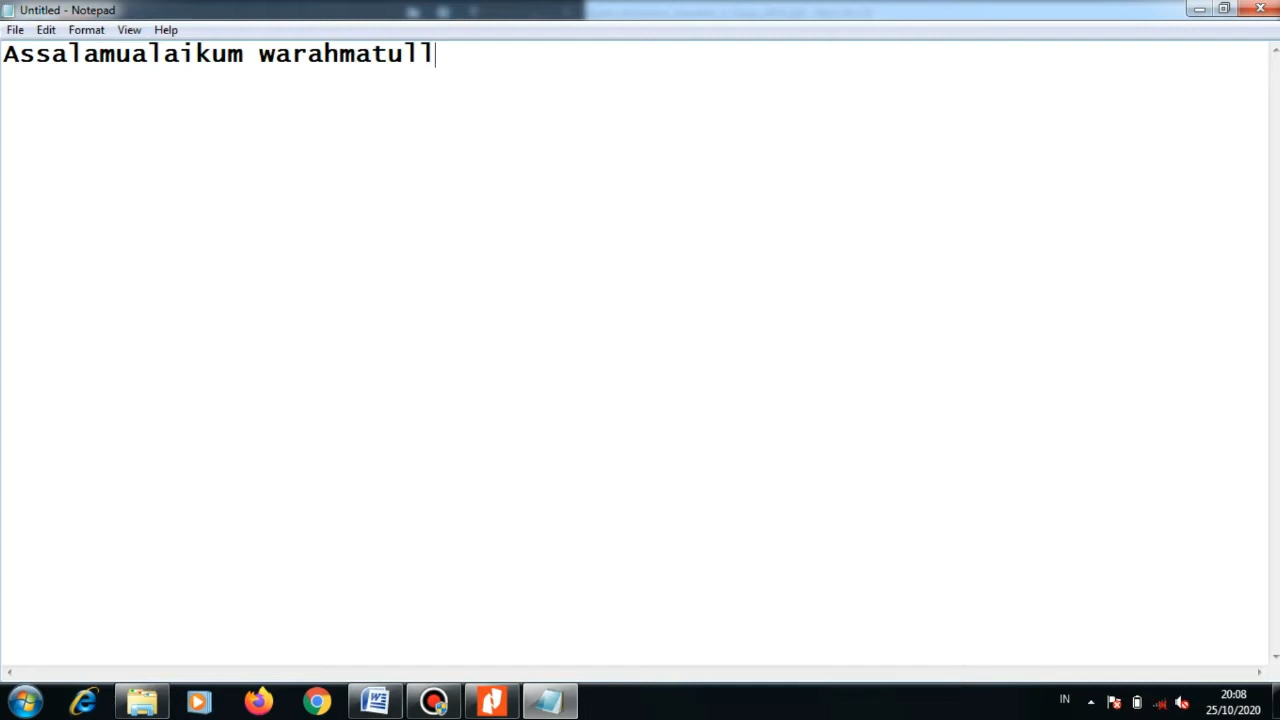 Untitled - Notepad
File Edit Format View Help
Assalamualaikum warahmatull
IN
20:08
25/10/2020